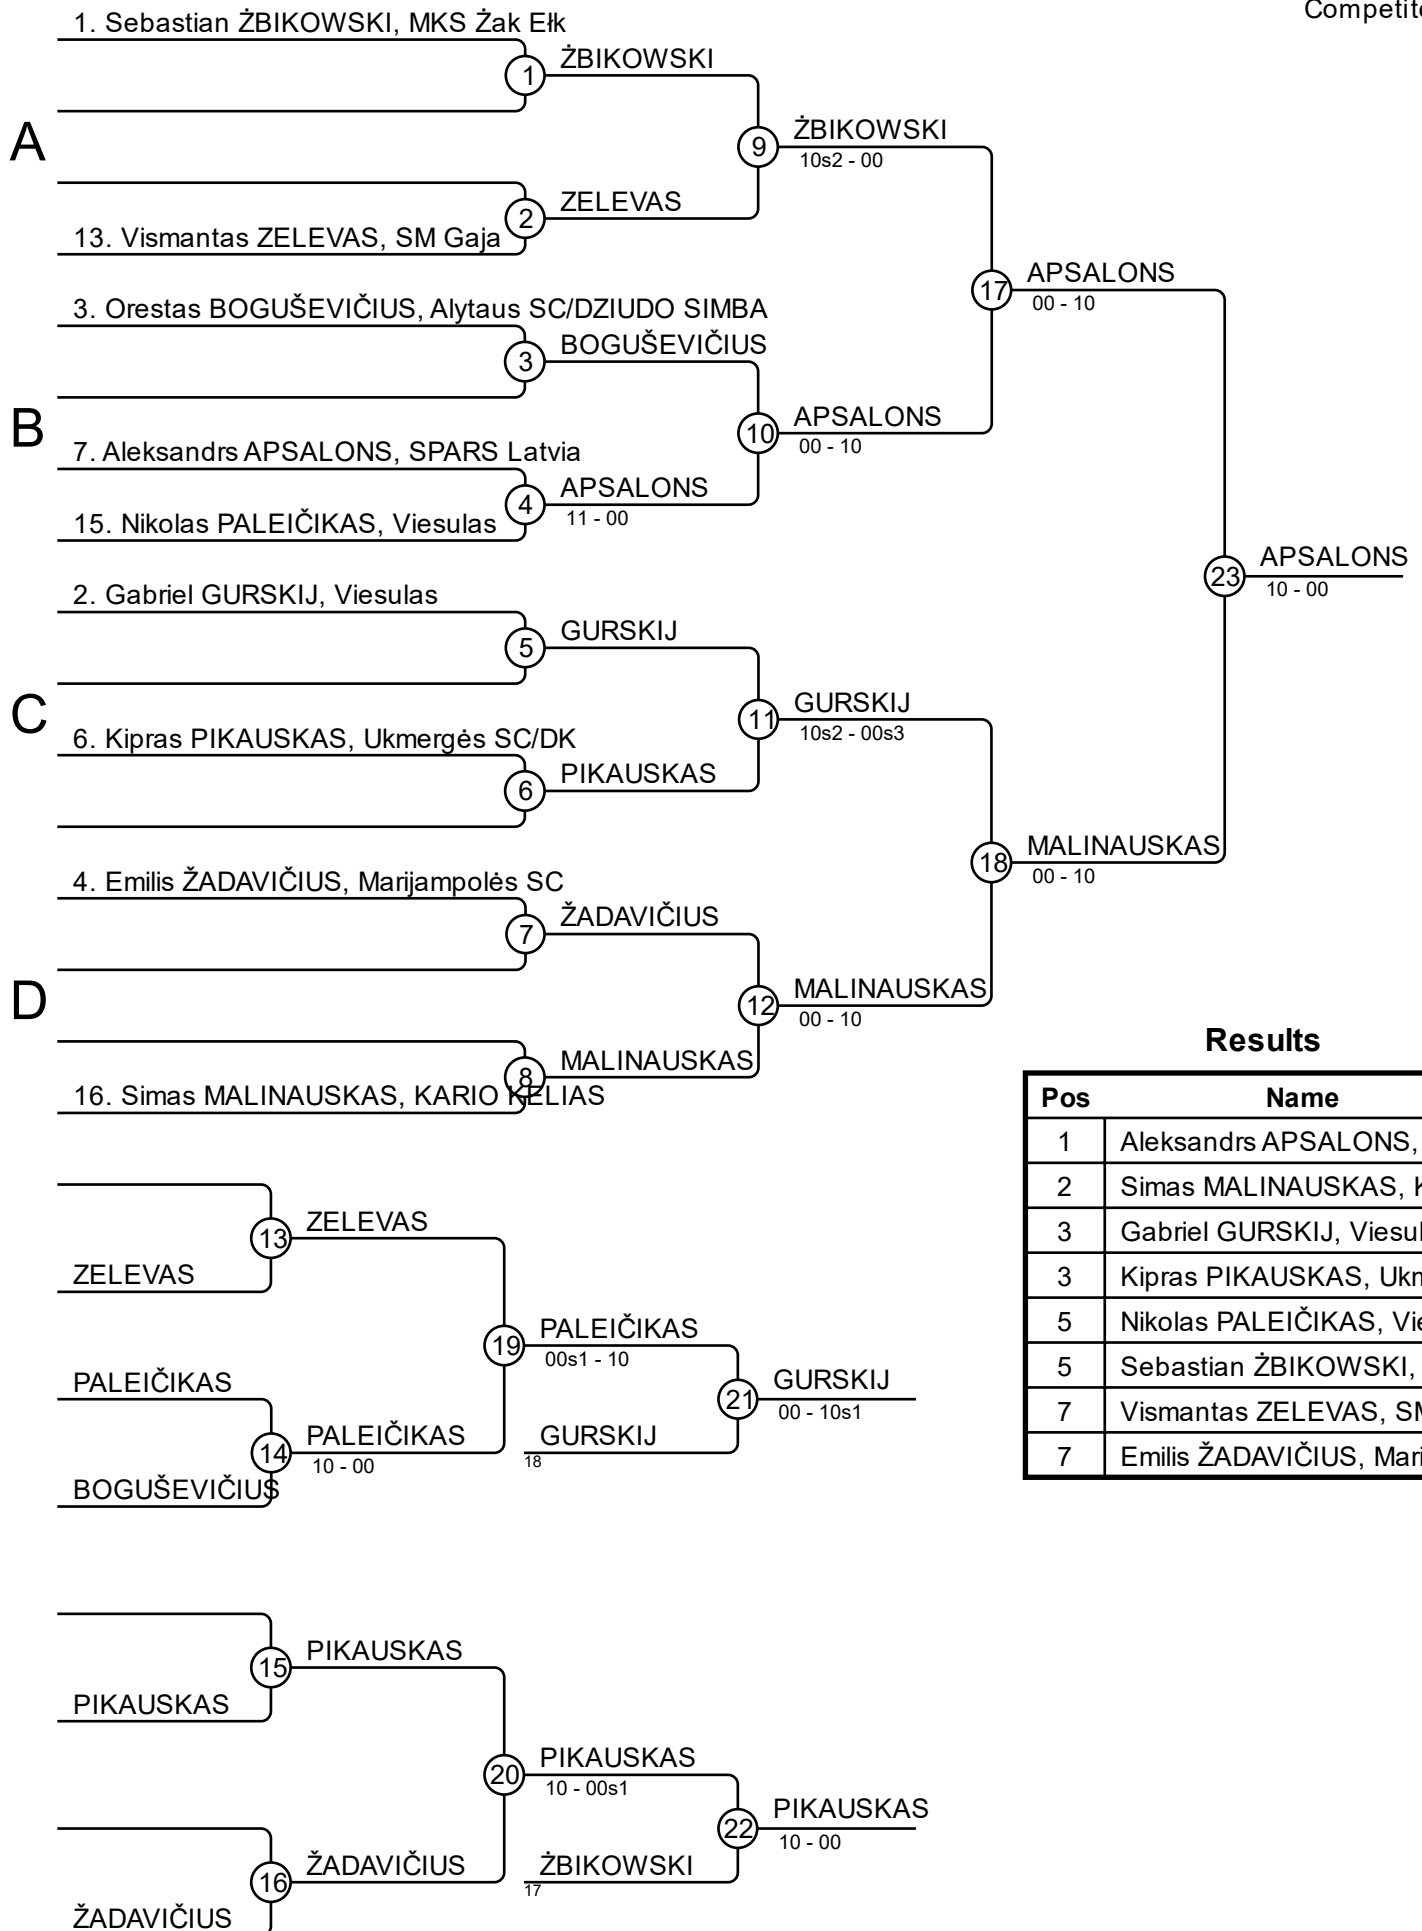 Competit
1. Sebastian ŻBIKOWSKI, MKS Żak Ełk
1
ŻBIKOWSKI
A
9
ŻBIKOWSKI
10s2 - 00
2
ZELEVAS
13. Vismantas ZELEVAS, SM Gaja
17
APSALONS
00 - 10
3. Orestas BOGUŠEVIČIUS, Alytaus SC/DZIUDO SIMBA
3
BOGUŠEVIČIUS
B
10
APSALONS
00 - 10
7. Aleksandrs APSALONS, SPARS Latvia
4
APSALONS
11 - 00
15. Nikolas PALEIČIKAS, Viesulas
23
APSALONS
10 - 00
2. Gabriel GURSKIJ, Viesulas
5
GURSKIJ
C
11
GURSKIJ
10s2 - 00s3
6. Kipras PIKAUSKAS, Ukmergės SC/DK
6
PIKAUSKAS
18
MALINAUSKAS
00 - 10
4. Emilis ŽADAVIČIUS, Marijampolės SC
7
ŽADAVIČIUS
D
12
MALINAUSKAS
00 - 10
8
MALINAUSKAS
16. Simas MALINAUSKAS, KARIO KELIAS
Results
Pos Name
1 Aleksandrs APSALONS,
2 Simas MALINAUSKAS, K
3 Gabriel GURSKIJ, Viesul
3 Kipras PIKAUSKAS, Ukm
5 Nikolas PALEIČIKAS, Vie
5 Sebastian ŻBIKOWSKI,
7 Vismantas ZELEVAS, SM
7 Emilis ŽADAVIČIUS, Mari
13
ZELEVAS
ZELEVAS
19
PALEIČIKAS
00s1 - 10
PALEIČIKAS
21
GURSKIJ
00 - 10s1
14
PALEIČIKAS
10 - 00
GURSKIJ
18
BOGUŠEVIČIUS
15
PIKAUSKAS
PIKAUSKAS
20
PIKAUSKAS
10 - 00s1
22
PIKAUSKAS
10 - 00
16
ŽADAVIČIUS
ŻBIKOWSKI
17
ŽADAVIČIUS